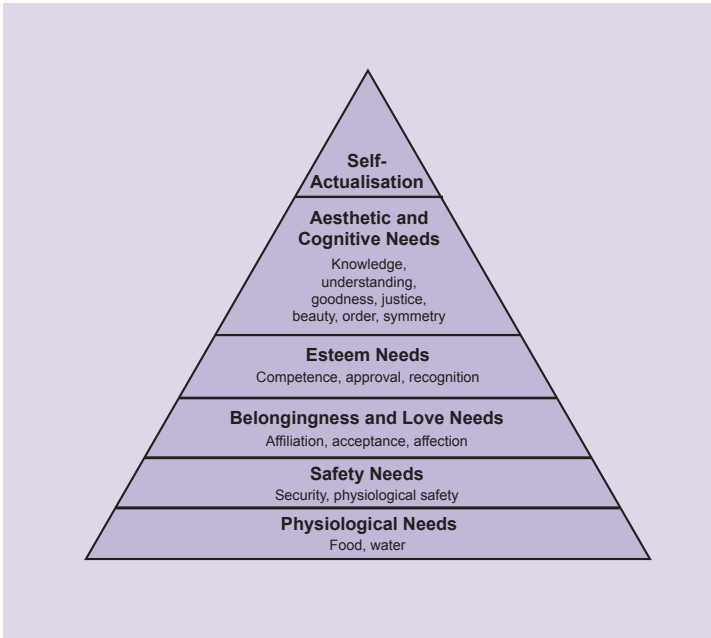 Self-
Actualisation
Aesthetic and
Cognitive Needs
Knowledge,
understanding,
goodness, justice,
beauty, order, symmetry
Esteem Needs
Competence, approval, recognition
Belongingness and Love Needs
Affiliation, acceptance, affection
Safety Needs
Security, physiological safety
Physiological Needs
Food, water